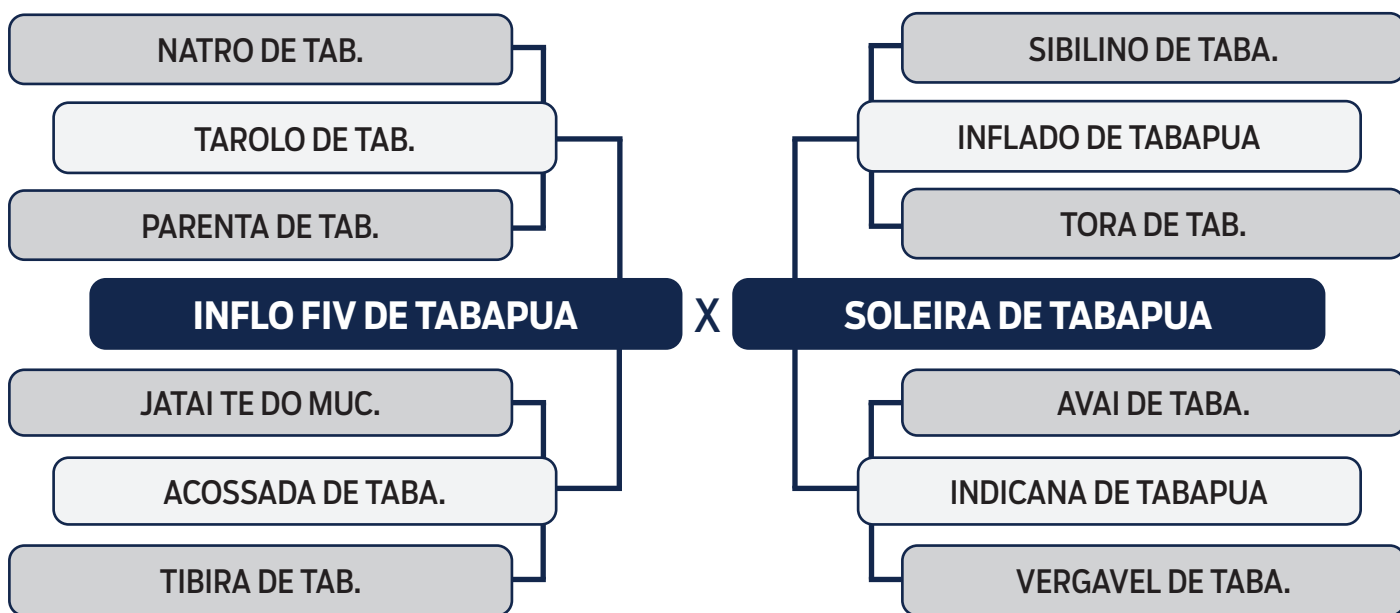 NATRO DE TAB.
TAROLO DE TAB.
PARENTA DE TAB.
INFLO FIV DE TABAPUA
JATAI TE DO MUC.
ACOSSADA DE TABA.
TIBIRA DE TAB.
X
SIBILINO DE TABA.
INFLADO DE TABAPUA
TORA DE TAB.
SOLEIRA DE TABAPUA
AVAI DE TABA.
INDICANA DE TABAPUA
VERGAVEL DE TABA.